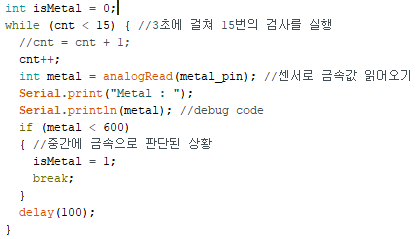 int isMetal = 0;
while (cnt < 15) { //3초에 걸쳐 15번의 검사를 실행
  //cnt = cnt + 1;
  cnt++;
  int metal = analogRead(metal_pin); //센서로 금속값 읽어오기
  Serial.print("Metal : ");
  Serial.println(metal); //debug code
  if (metal < 600)
  { //중간에 금속으로 판단된 상황
    isMetal = 1;
    break;
  }
  delay(100);
}